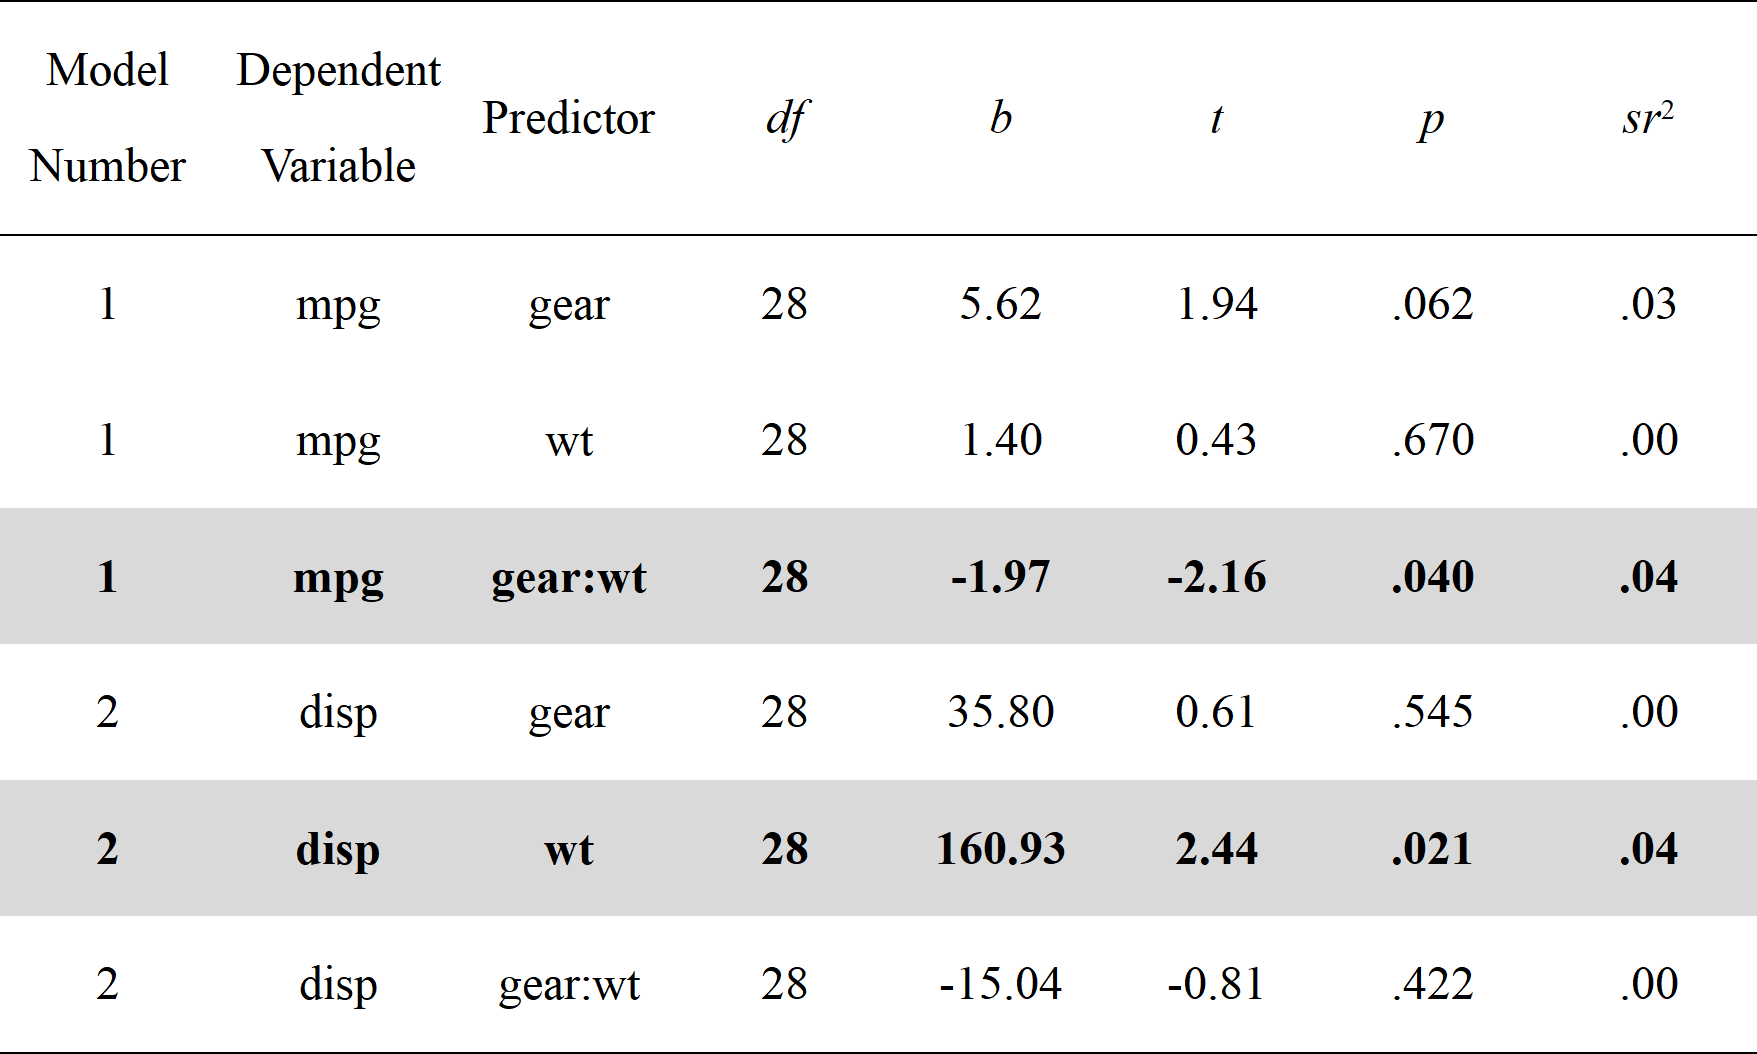 Model Number Dependent Variable Predictor df b t p sr²
1 mpg gear 28 5.62 1.94 .062 .03
1 mpg wt 28 1.40 0.43 .670 .00
1 mpg gear:wt 28 -1.97 -2.16 .040 .04
2 disp gear 28 35.80 0.61 .545 .00
2 disp wt 28 160.93 2.44 .021 .04
2 disp gear:wt 28 -15.04 -0.81 .422 .00